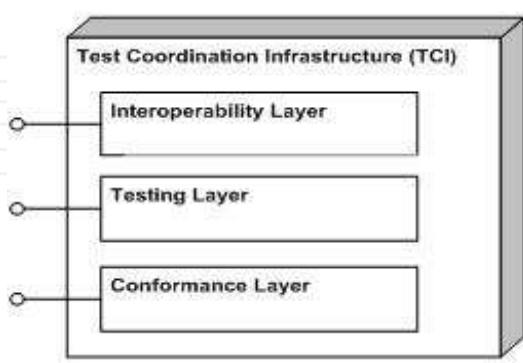 Test Coordination Infrastructure (TCI)
Interoperability Layer
Testing Layer
Conformance Layer